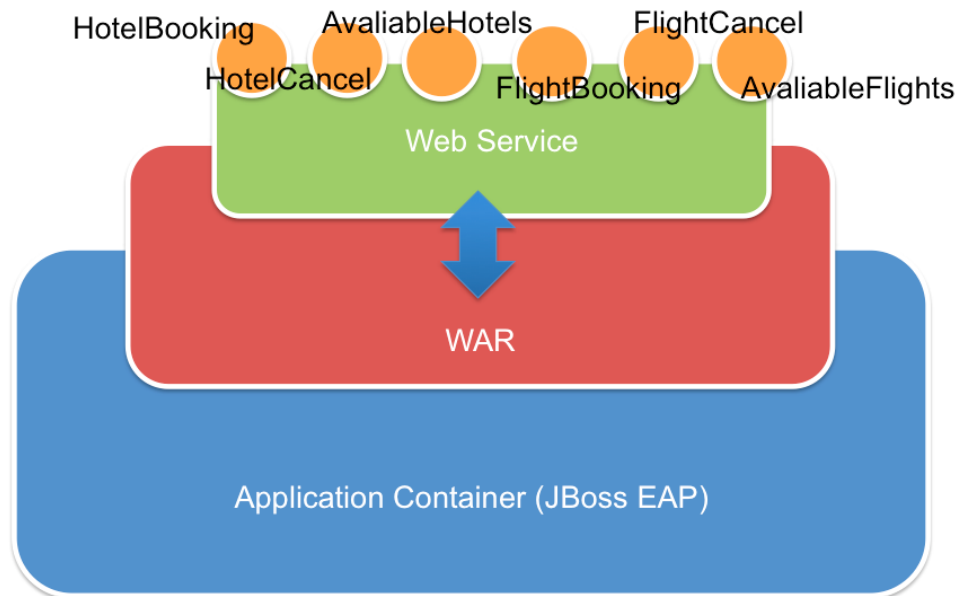 HotelBooking
AvaliableHotels
FlightCancel
HotelCancel
FlightBooking
AvaliableFlights
Web Service
WAR
Application Container (JBoss EAP)